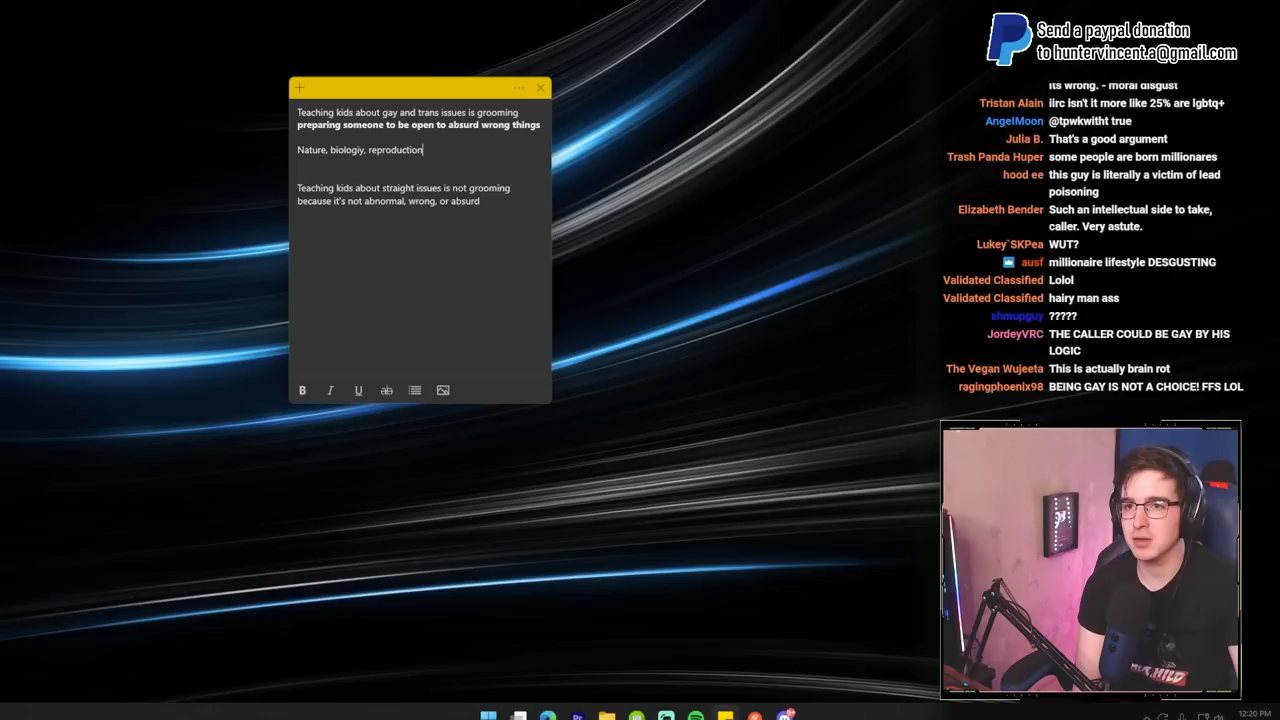 Send a paypal donation
to huntervincent.a@gmail.com
Teaching kids about gay and trans issues is grooming
preparing someone to be open to absurd wrong things
Nature, biologiy, reproduction
Teaching kids about straight issues is not grooming
because it's not abnormal, wrong, or absurd
B I U ab
its wrong. - moral disgust
Tristan Alain iirc isn't it more like 25% are lgbtq+
AngelMoon @tpwkwitht true
Julia B. That's a good argument
Trash Panda Huper some people are born millionares
hood ee this guy is literally a victim of lead
poisoning
Elizabeth Bender Such an intellectual side to take,
caller. Very astute.
Lukey`SKPea WUT?
ausf millionaire lifestyle DESGUSTING
Validated Classified Lolol
Validated Classified hairy man ass
shmupguy ?????
JordeyVRC THE CALLER COULD BE GAY BY HIS
LOGIC
The Vegan Wujeeta This is actually brain rot
ragingphoenix98 BEING GAY IS NOT A CHOICE! FFS LOL
Pr
12:20 PM